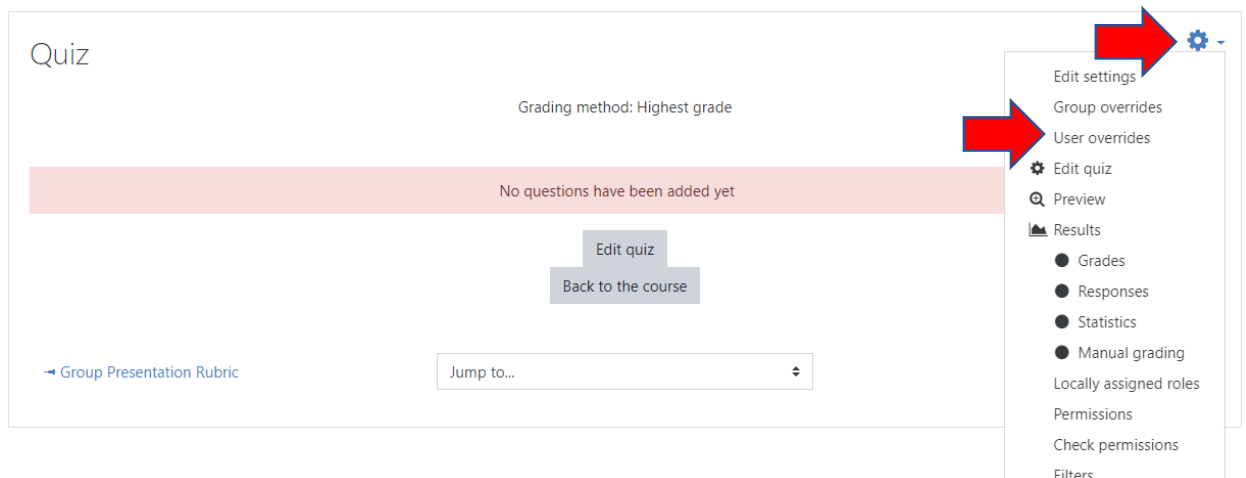 Quiz
Grading method: Highest grade
No questions have been added yet
Edit quiz
Back to the course
Group Presentation Rubric
Jump to...
Edit settings
Group overrides
User overrides
Edit quiz
Preview
Results
Grades
Responses
Statistics
Manual grading
Locally assigned roles
Permissions
Check permissions
Filters